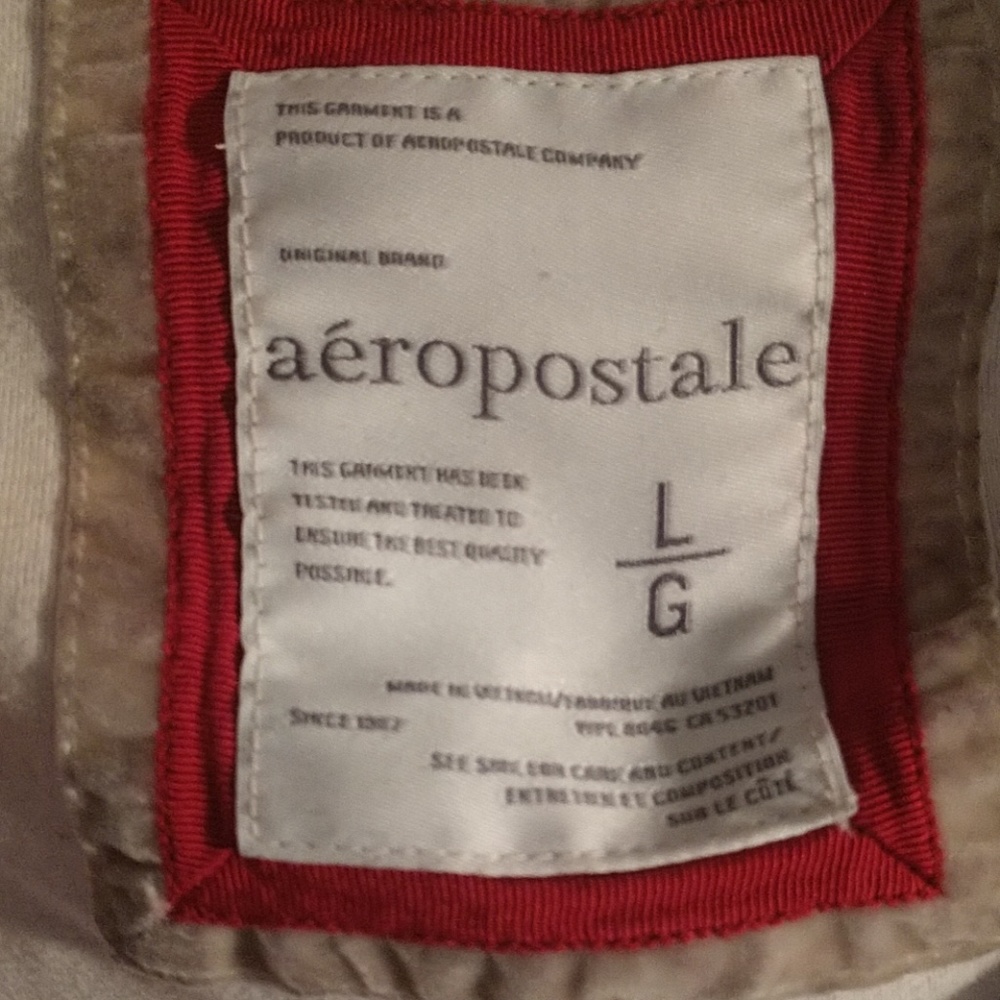 THIS GARMENT IS A
PRODUCT OF AEROPOSTALE COMPANY
ORIGINAL BRAND
aéropostale
THIS GARMENT HAS BEEN
TESTED AND TREATED TO
ENSURE THE BEST QUALITY
POSSIBLE.
L
G
MADE IN VIETNAM/FABRIQUE AU VIETNAM
SINCE 1987
CA 53201
SEE SIDE FOR CARE AND CONTENT/
ENTRETIEN ET COMPOSITION
SUR LE CÔTÉ